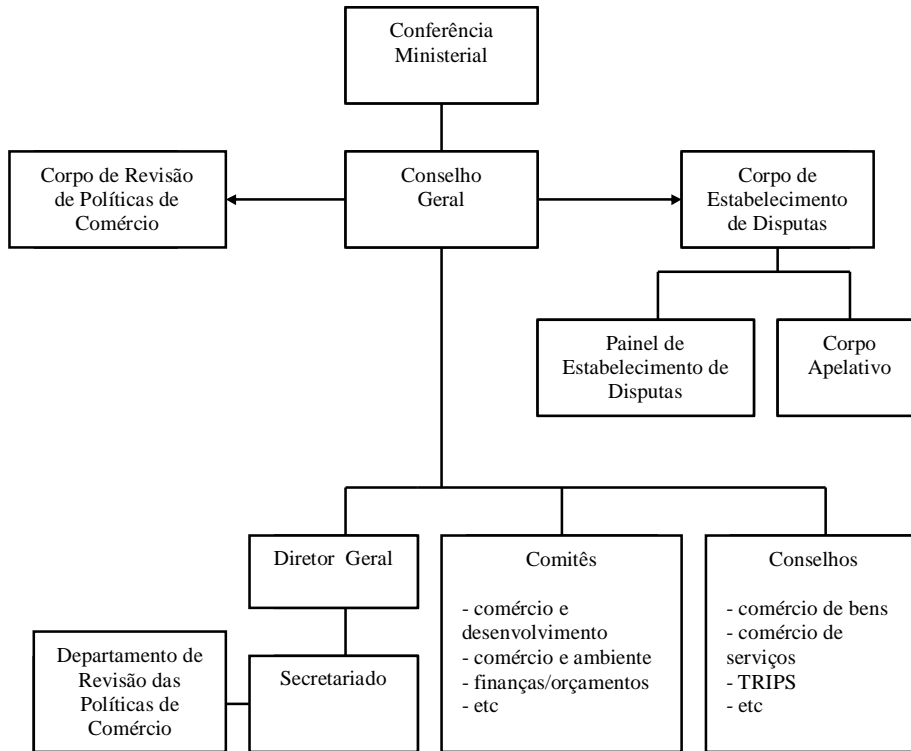 Conferência
Ministerial
Corpo de Revisão
de Políticas de
Comércio
Conselho
Geral
Corpo de
Estabelecimento
de Disputas
Painel de
Estabelecimento de
Disputas
Corpo
Apelativo
Diretor Geral
Comitês
- comércio e
desenvolvimento
- comércio e ambiente
- finanças/orçamentos
- etc
Conselhos
- comércio de bens
- comércio de
serviços
- TRIPS
- etc
Departamento de
Revisão das
Políticas de
Comércio
Secretariado